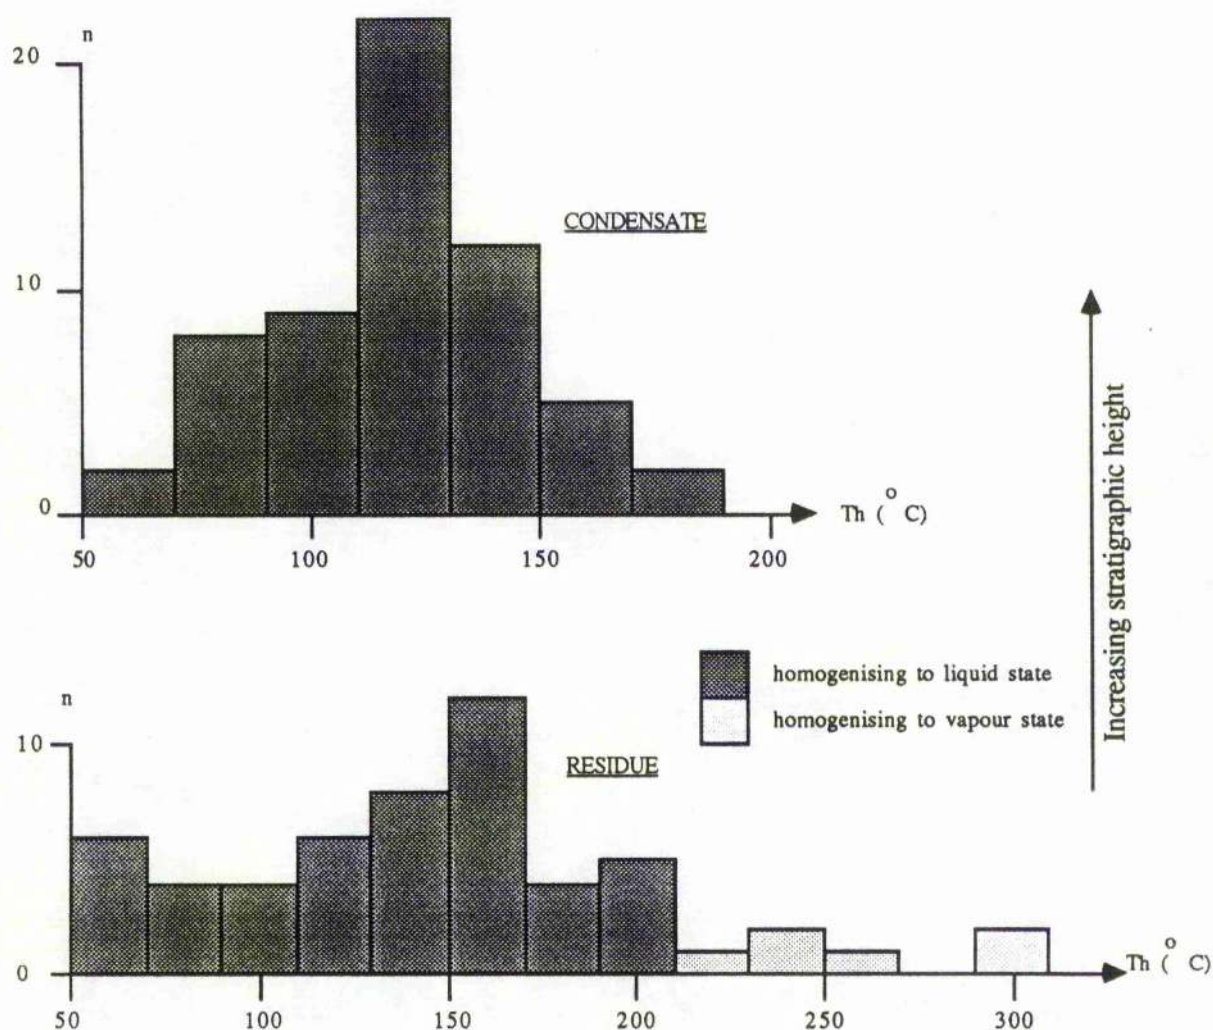 n
20
CONDENSATE
10
0
Th (°C)
50 100 150 200
Increasing stratigraphic height
homogenising to liquid state
homogenising to vapour state
n
10
RESIDUE
0
Th (°C)
50 100 150 200 250 300